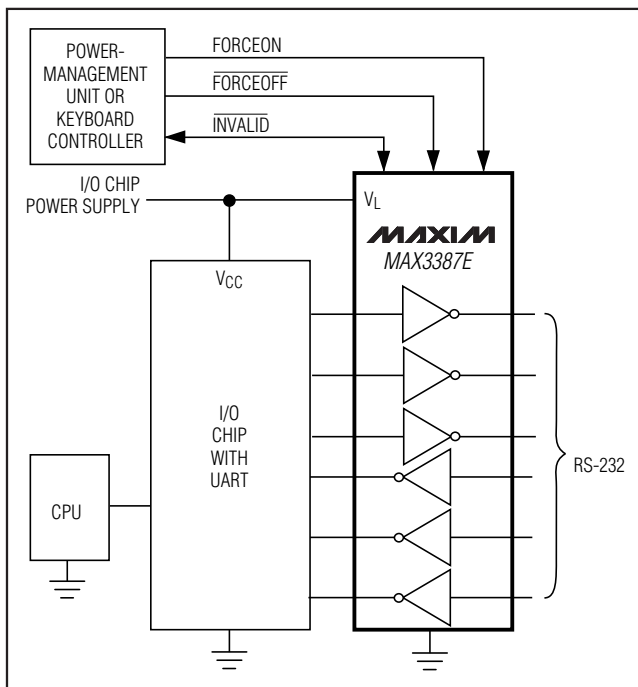 POWER-
MANAGEMENT
UNIT OR
KEYBOARD
CONTROLLER
FORCEON
FORCEOFF
INVALID
I/O CHIP
POWER SUPPLY
VL
MAXIM
MAX3387E
VCC
I/O
CHIP
WITH
UART
CPU
RS-232